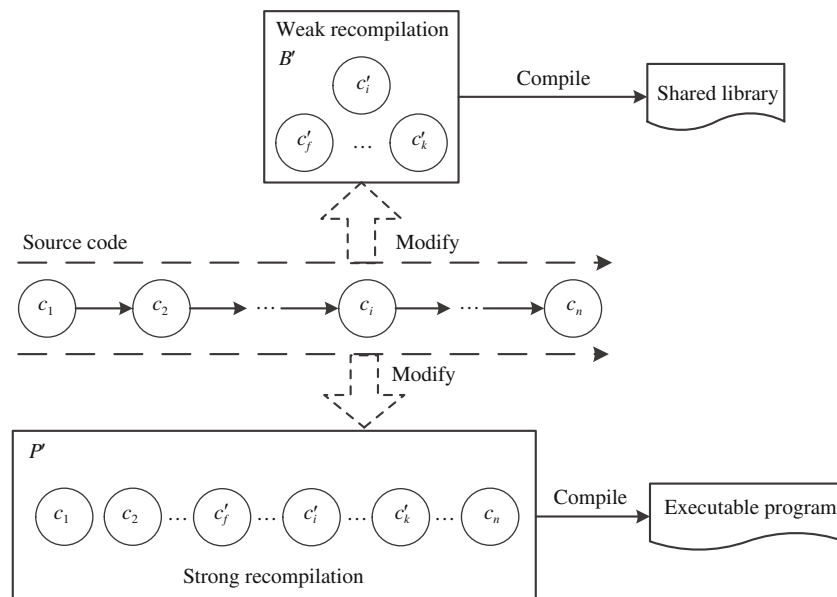 Weak recompilation
B′
c′ᵢ
c′f … c′ₖ
Compile
Shared library
Modify
Source code
c₁ c₂ … cᵢ … cₙ
Modify
P′
c₁ c₂ … c′f … c′ᵢ … c′ₖ … cₙ
Strong recompilation
Compile
Executable program